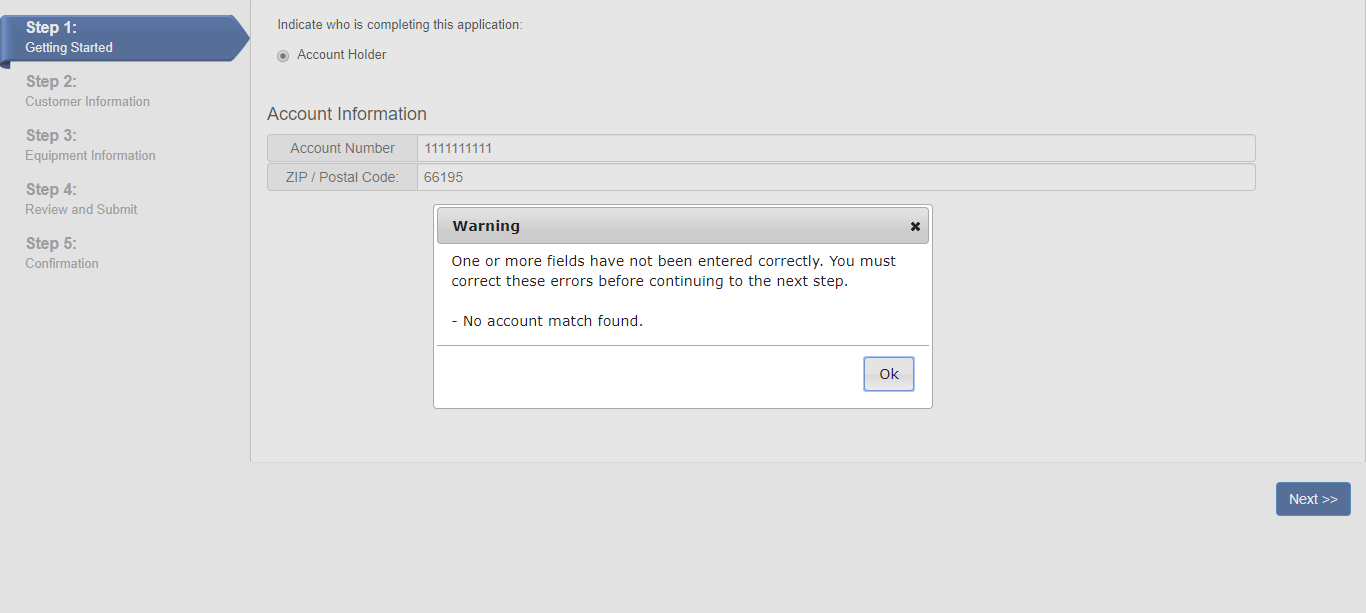 Step 1:
Getting Started
Step 2:
Customer Information
Step 3:
Equipment Information
Step 4:
Review and Submit
Step 5:
Confirmation
Indicate who is completing this application:
Account Holder
Account Information
Account Number 1111111111
ZIP / Postal Code: 66195
Warning
One or more fields have not been entered correctly. You must
correct these errors before continuing to the next step.
- No account match found.
Ok
Next >>